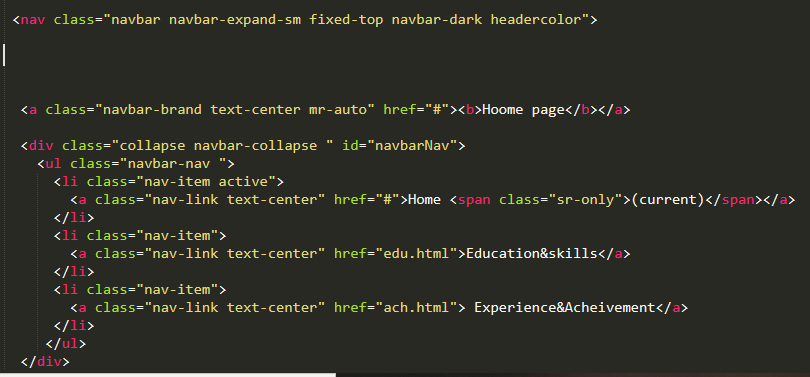 <nav class="navbar navbar-expand-sm fixed-top navbar-dark headercolor">
<a class="navbar-brand text-center mr-auto" href="#"><b>Hoome page</b></a>
<div class="collapse navbar-collapse " id="navbarNav">
<ul class="navbar-nav ">
<li class="nav-item active">
<a class="nav-link text-center" href="#">Home <span class="sr-only">(current)</span></a>
</li>
<li class="nav-item">
<a class="nav-link text-center" href="edu.html">Education&skills</a>
</li>
<li class="nav-item">
<a class="nav-link text-center" href="ach.html"> Experience&Acheivement</a>
</li>
</ul>
</div>